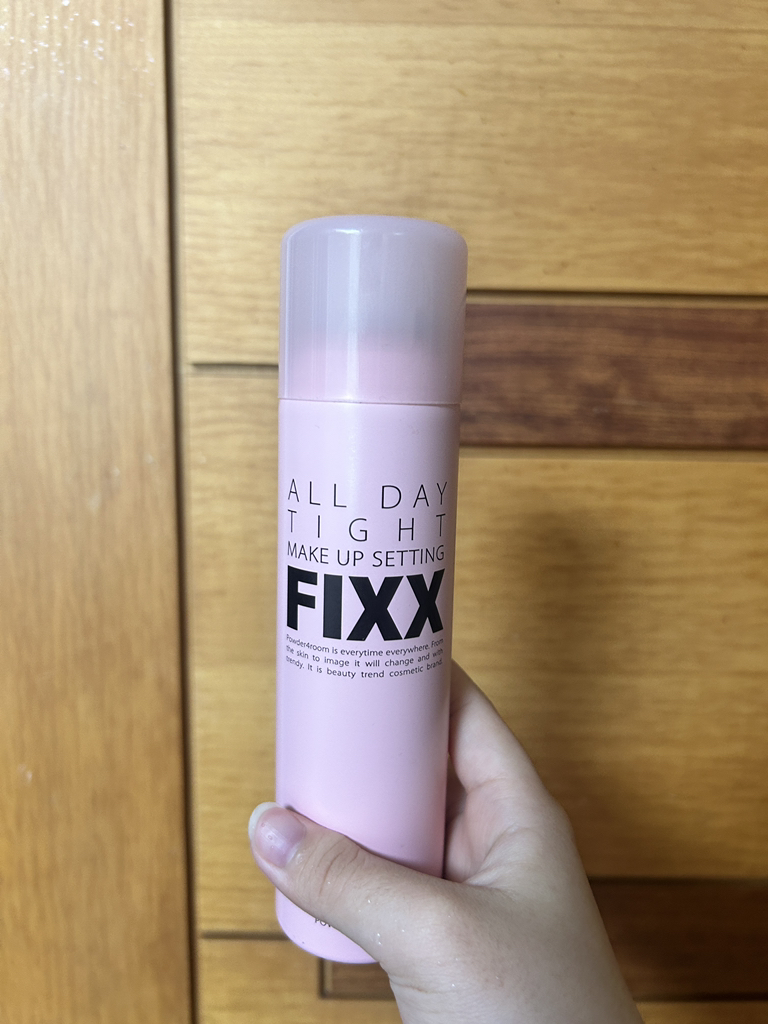 ALL DAY
TIGHT
MAKE UP SETTING
FIXX
Powder4room is everytime everywhere. From
the skin to image it will change and with
trendy. It is beauty trend cosmetic brand.